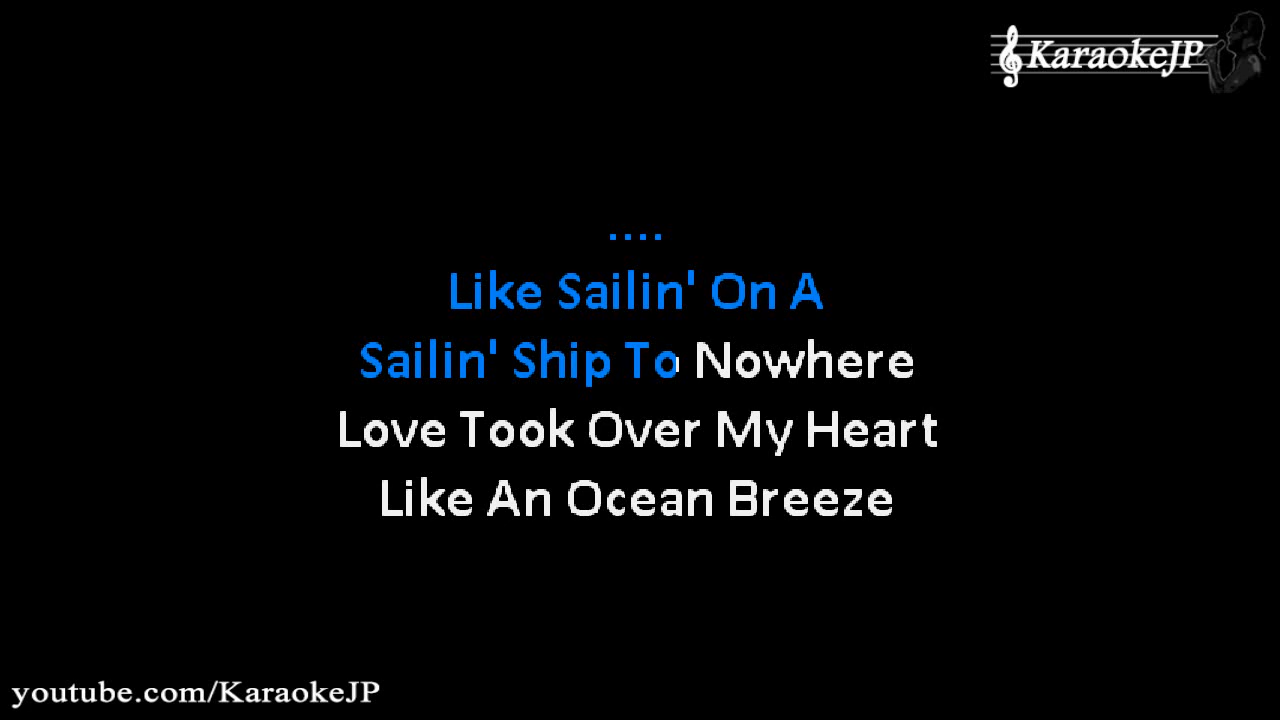 KaraokeJP
....
Like Sailin' On A
Sailin' Ship To Nowhere
Love Took Over My Heart
Like An Ocean Breeze
youtube.com/KaraokeJP